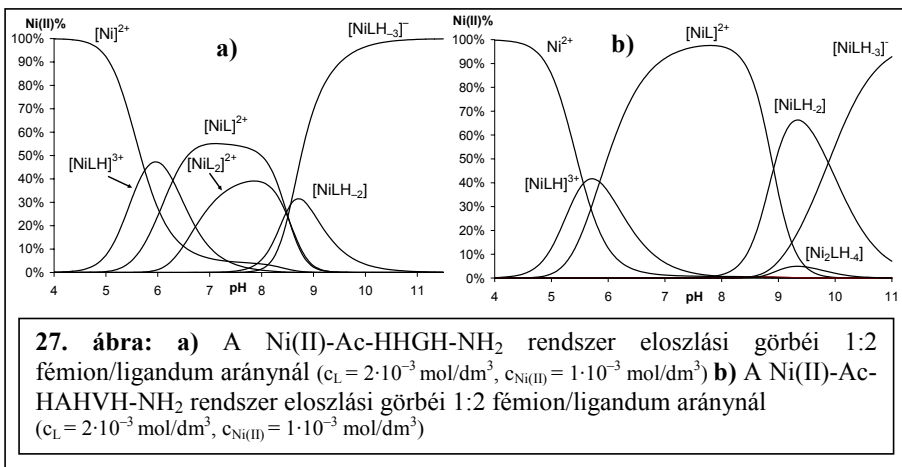 Ni(II)%
[Ni]²⁺
a)
[NiLH₋₃]⁻
[NiL]²⁺
[NiLH]³⁺
[NiL₂]²⁺
[NiLH₋₂]
100%
90%
80%
70%
60%
50%
40%
30%
20%
10%
0%
4 5 6 7 8 9 10 11
pH
Ni(II)%
Ni²⁺
b)
[NiL]²⁺
[NiLH₋₃]⁻
[NiLH₋₂]
[NiLH]³⁺
[Ni₂LH₋₄]
100%
90%
80%
70%
60%
50%
40%
30%
20%
10%
0%
4 5 6 7 8 9 10 11
pH
27. ábra: a) A Ni(II)-Ac-HHGH-NH₂ rendszer eloszlási görbéi 1:2
fémion/ligandum aránynál (c_L = 2·10⁻³ mol/dm³, c_Ni(II) = 1·10⁻³ mol/dm³) b) A Ni(II)-Ac-
HAHVH-NH₂ rendszer eloszlási görbéi 1:2 fémion/ligandum aránynál
(c_L = 2·10⁻³ mol/dm³, c_Ni(II) = 1·10⁻³ mol/dm³)